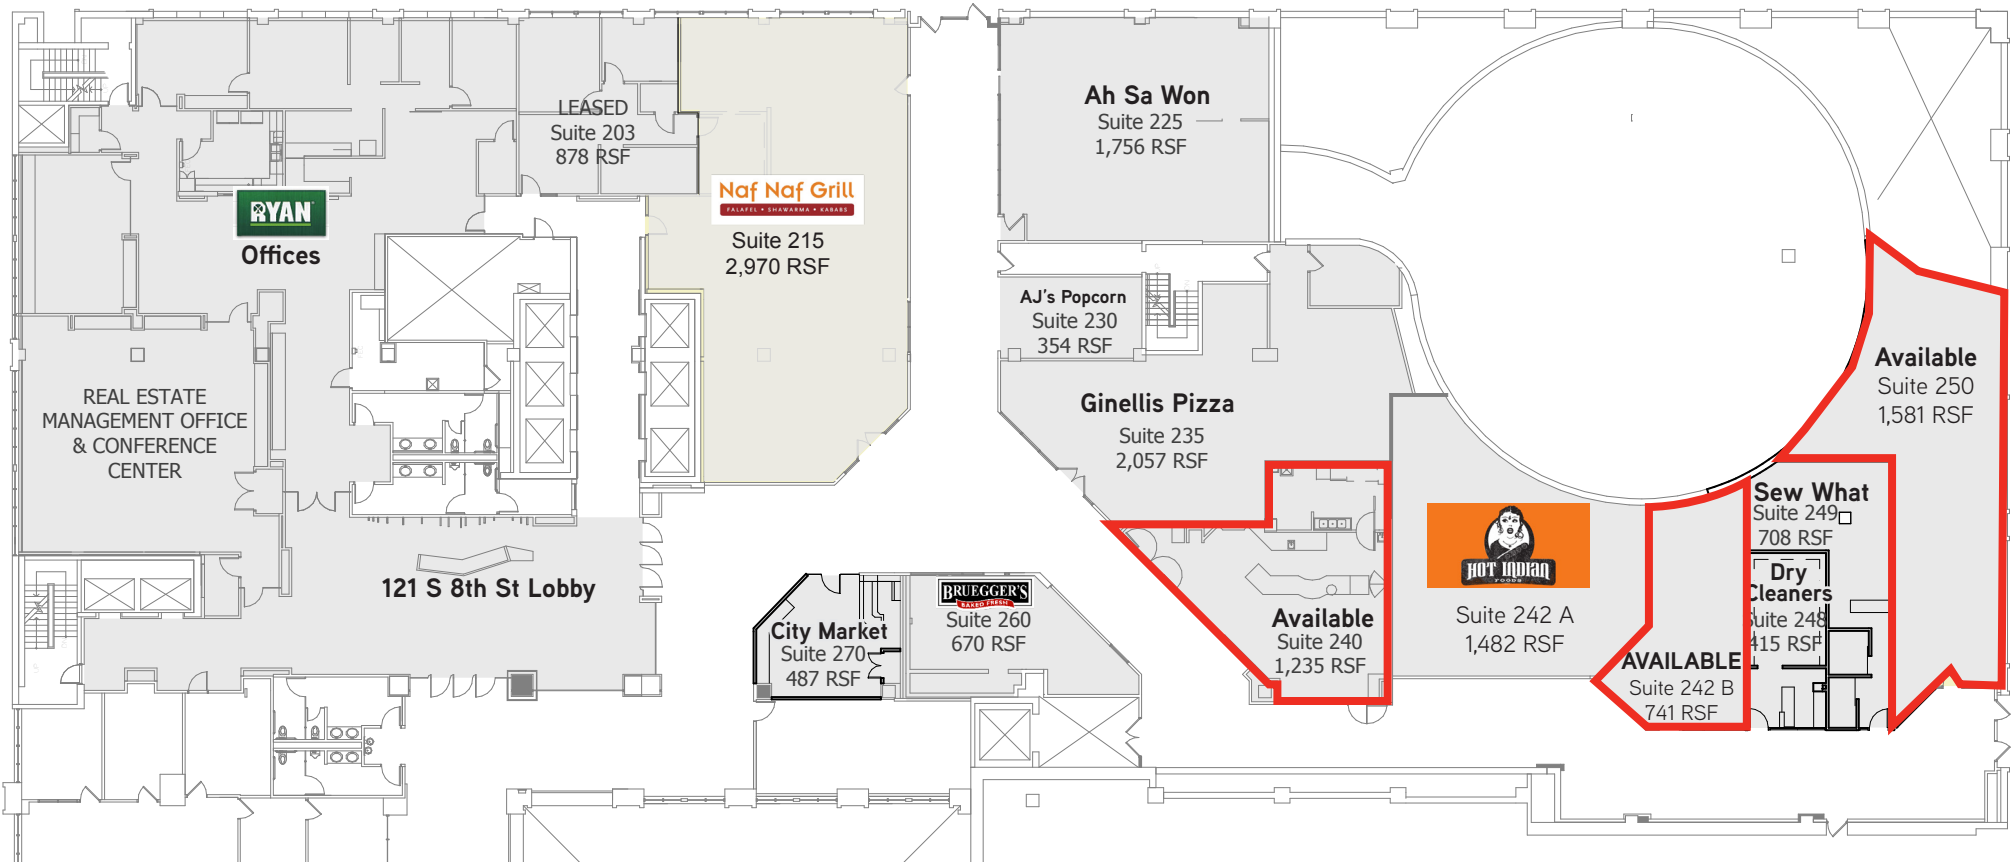 LEASED
Suite 203
878 RSF
RYAN
Offices
Naf Naf Grill
FALAFEL • SHAWARMA • KABABS
Suite 215
2,970 RSF
Ah Sa Won
Suite 225
1,756 RSF
AJ's Popcorn
Suite 230
354 RSF
REAL ESTATE
MANAGEMENT OFFICE
& CONFERENCE
CENTER
Ginellis Pizza
Suite 235
2,057 RSF
Available
Suite 250
1,581 RSF
121 S 8th St Lobby
City Market
Suite 270
487 RSF
BRUEGGER'S
BAKED FRESH
Suite 260
670 RSF
Available
Suite 240
1,235 RSF
HOT INDIAN
FOODS
Suite 242 A
1,482 RSF
AVAILABLE
Suite 242 B
741 RSF
Sew What
Suite 249
708 RSF
Dry
Cleaners
Suite 248
415 RSF